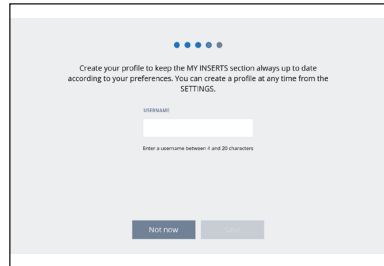 Create your profile to keep the MY INSERTS section always up to date
according to your preferences. You can create a profile at any time from the
SETTINGS.
USERNAME
Enter a username between 4 and 20 characters
Not now